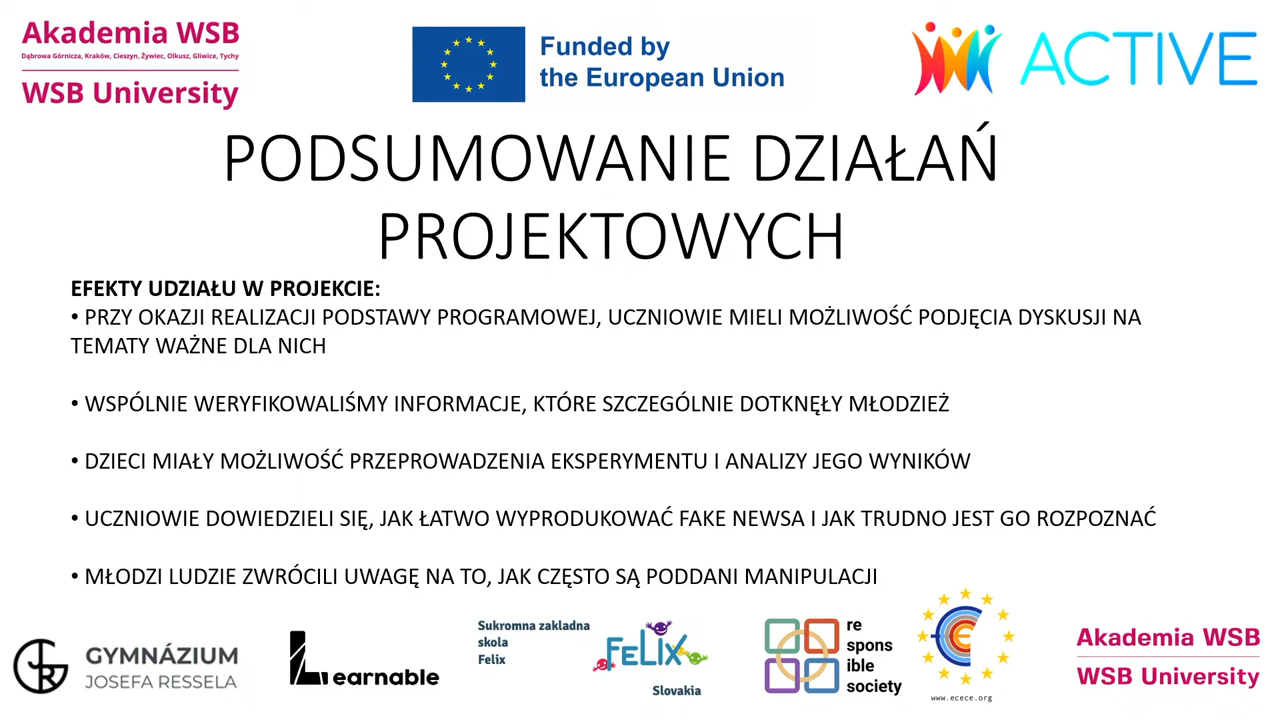 Akademia WSB
Dąbrowa Górnicza, Kraków, Cieszyn, Żywiec, Olkusz, Gliwice, Tychy
WSB University
Funded by
the European Union
ACTIVE
PODSUMOWANIE DZIAŁAŃ
PROJEKTOWYCH
EFEKTY UDZIAŁU W PROJEKCIE:
• PRZY OKAZJI REALIZACJI PODSTAWY PROGRAMOWEJ, UCZNIOWIE MIELI MOŻLIWOŚĆ PODJĘCIA DYSKUSJI NA
TEMATY WAŻNE DLA NICH
• WSPÓLNIE WERYFIKOWALIŚMY INFORMACJE, KTÓRE SZCZEGÓLNIE DOTKNĘŁY MŁODZIEŻ
• DZIECI MIAŁY MOŻLIWOŚĆ PRZEPROWADZENIA EKSPERYMENTU I ANALIZY JEGO WYNIKÓW
• UCZNIOWIE DOWIEDZIELI SIĘ, JAK ŁATWO WYPRODUKOWAĆ FAKE NEWSA I JAK TRUDNO JEST GO ROZPOZNAĆ
• MŁODZI LUDZIE ZWRÓCILI UWAGĘ NA TO, JAK CZĘSTO SĄ PODDANI MANIPULACJI
GYMNÁZIUM
JOSEFA RESSELA
Learnable
Sukromna zakladna
skola
Felix
FELIX
Slovakia
re
spons
ible
society
www.ecece.org
Akademia WSB
WSB University